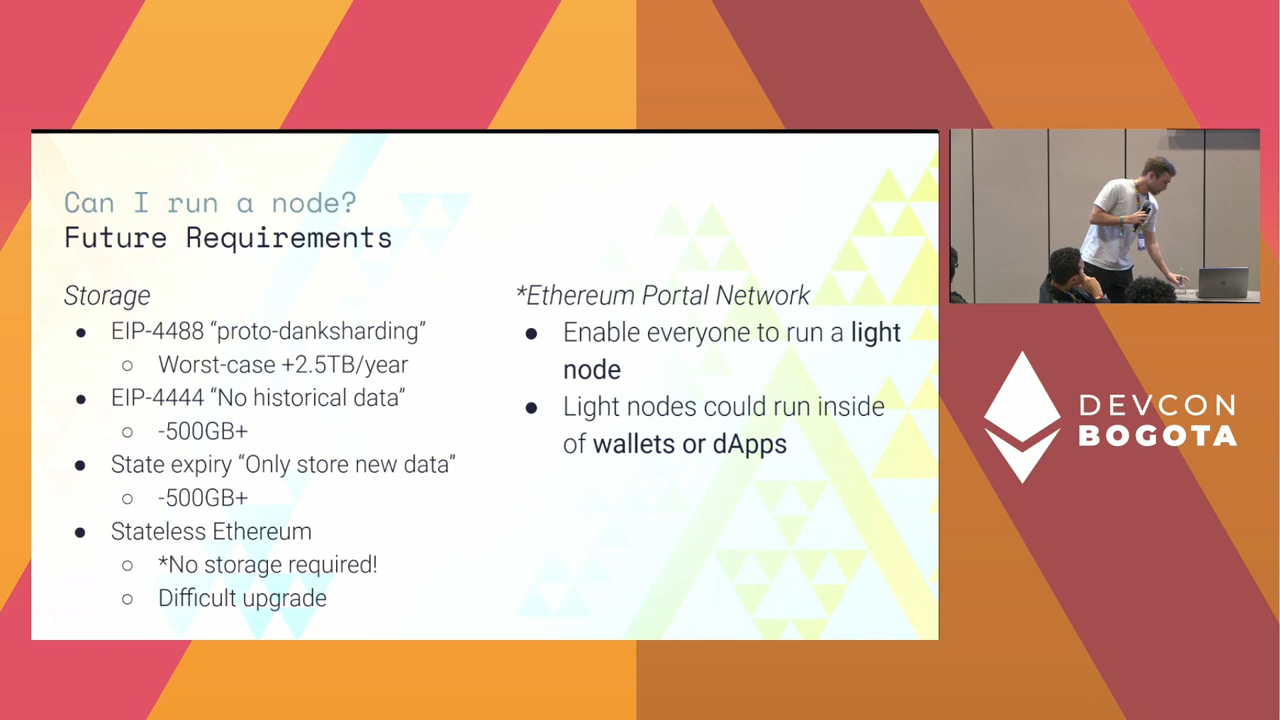 Can I run a node?
Future Requirements
Storage
● EIP-4488 “proto-danksharding”
○ Worst-case +2.5TB/year
● EIP-4444 “No historical data”
○ -500GB+
● State expiry “Only store new data”
○ -500GB+
● Stateless Ethereum
○ *No storage required!
○ Difficult upgrade
*Ethereum Portal Network
● Enable everyone to run a light
node
● Light nodes could run inside
of wallets or dApps
DEVCON
BOGOTA